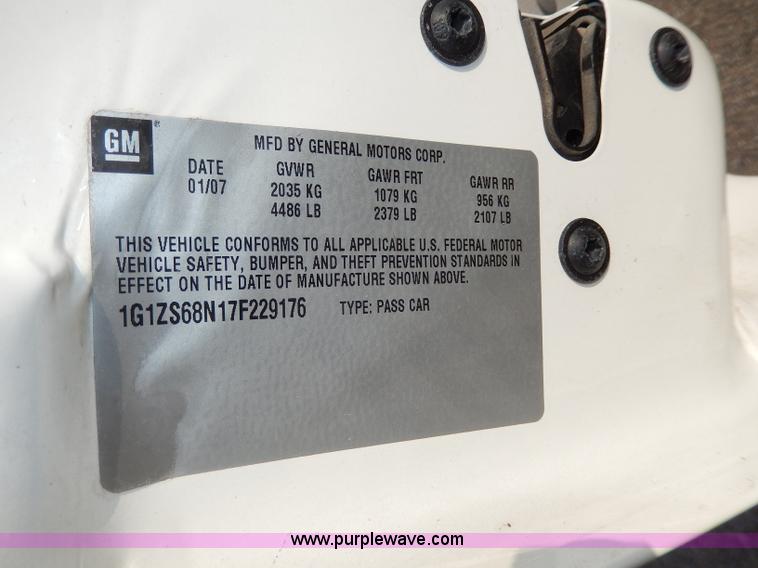 GM ®
MFD BY GENERAL MOTORS CORP.
DATE GVWR GAWR FRT GAWR RR
01/07 2035 KG 1079 KG 956 KG
4486 LB 2379 LB 2107 LB
THIS VEHICLE CONFORMS TO ALL APPLICABLE U.S. FEDERAL MOTOR
VEHICLE SAFETY, BUMPER, AND THEFT PREVENTION STANDARDS IN
EFFECT ON THE DATE OF MANUFACTURE SHOWN ABOVE.
1G1ZS68N17F229176 TYPE: PASS CAR
www.purplewave.com